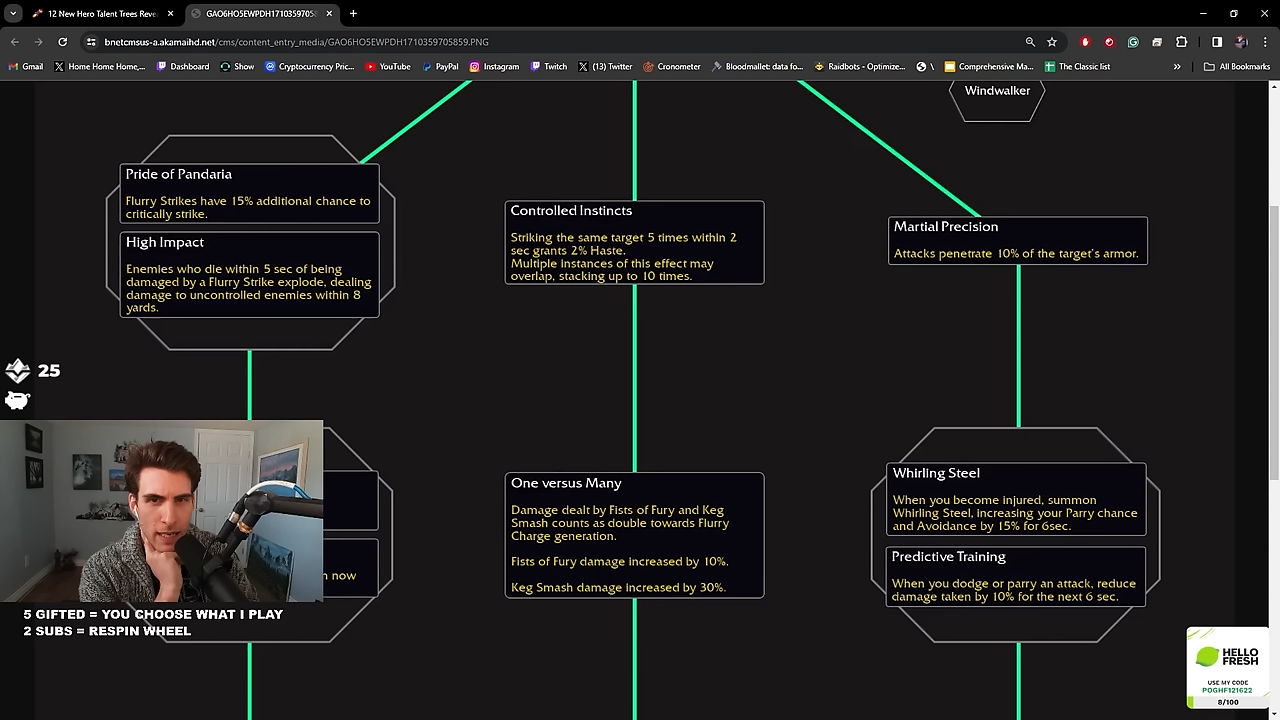 12 New Hero Talent Trees Reve
GAO6HO5EWPDH1710359705
bnetcmsus-a.akamaihd.net/cms/content_entry_media/GAO6HO5EWPDH1710359705859.PNG
Gmail
Home Home Home,...
Dashboard
Show
Cryptocurrency Pric...
YouTube
PayPal
Instagram
Twitch
(13) Twitter
Cronometer
Bloodmallet: data fo...
Raidbots - Optimize...
\
Comprehensive Ma...
The Classic list
»
All Bookmarks
Windwalker
Pride of Pandaria
Flurry Strikes have 15% additional chance to
critically strike.
High Impact
Enemies who die within 5 sec of being
damaged by a Flurry Strike explode, dealing
damage to uncontrolled enemies within 8
yards.
Controlled Instincts
Striking the same target 5 times within 2
sec grants 2% Haste.
Multiple instances of this effect may
overlap, stacking up to 10 times.
Martial Precision
Attacks penetrate 10% of the target's armor.
25
One versus Many
Damage dealt by Fists of Fury and Keg
Smash counts as double towards Flurry
Charge generation.
Fists of Fury damage increased by 10%.
Keg Smash damage increased by 30%.
Whirling Steel
When you become injured, summon
Whirling Steel, increasing your Parry chance
and Avoidance by 15% for 6sec.
Predictive Training
When you dodge or parry an attack, reduce
damage taken by 10% for the next 6 sec.
now
5 GIFTED = YOU CHOOSE WHAT I PLAY
2 SUBS = RESPIN WHEEL
HELLO
FRESH
USE MY CODE
POGHF121622
8/100